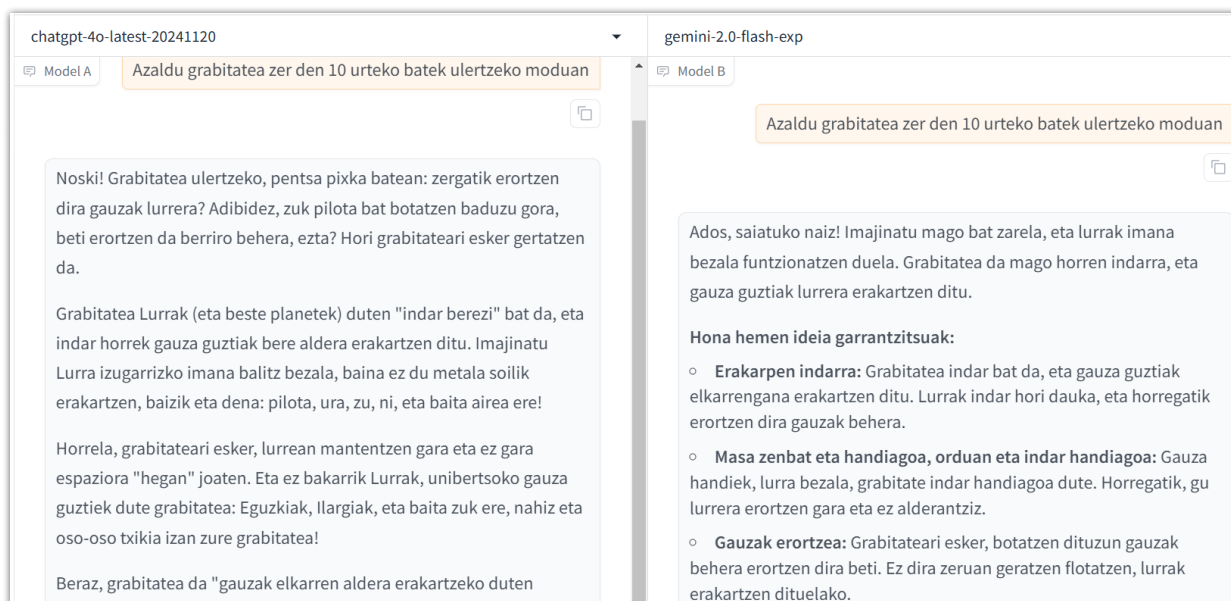 chatgpt-4o-latest-20241120
Model A
Azaldu grabitatea zer den 10 urteko batek ulertzeko moduan
Noski! Grabitatea ulertzeko, pentsa pixka batean: zergatik erortzen
dira gauzak lurrera? Adibidez, zuk pilota bat botatzen baduzu gora,
beti erortzen da berriro behera, ezta? Hori grabitateari esker gertatzen
da.
Grabitatea Lurrak (eta beste planetek) duten "indar berezi" bat da, eta
indar horrek gauza guztiak bere aldera erakartzen ditu. Imajinatu
Lurra izugarrizko imana balitz bezala, baina ez du metala soilik
erakartzen, baizik eta dena: pilota, ura, zu, ni, eta baita airea ere!
Horrela, grabitateari esker, lurrean mantentzen gara eta ez gara
espaziora "hegan" joaten. Eta ez bakarrik Lurrak, unibertsoko gauza
guztiek dute grabitatea: Eguzkiak, Ilargiak, eta baita zuk ere, nahiz eta
oso-oso txikia izan zure grabitatea!
Beraz, grabitatea da "gauzak elkarren aldera erakartzeko duten
gemini-2.0-flash-exp
Model B
Azaldu grabitatea zer den 10 urteko batek ulertzeko moduan
Ados, saiatuko naiz! Imajinatu mago bat zarela, eta lurrak imana
bezala funtzionatzen duela. Grabitatea da mago horren indarra, eta
gauza guztiak lurrera erakartzen ditu.
Hona hemen ideia garrantzitsuak:
Erakarpen indarra: Grabitatea indar bat da, eta gauza guztiak
elkarrengana erakartzen ditu. Lurrak indar hori dauka, eta horregatik
erortzen dira gauzak behera.
Masa zenbat eta handiagoa, orduan eta indar handiagoa: Gauza
handiek, lurra bezala, grabitate indar handiagoa dute. Horregatik, gu
lurrera erortzen gara eta ez alderantziz.
Gauzak erortzea: Grabitateari esker, botatzen dituzun gauzak
behera erortzen dira beti. Ez dira zeruan geratzen flotatzen, lurrak
erakartzen dituelako.